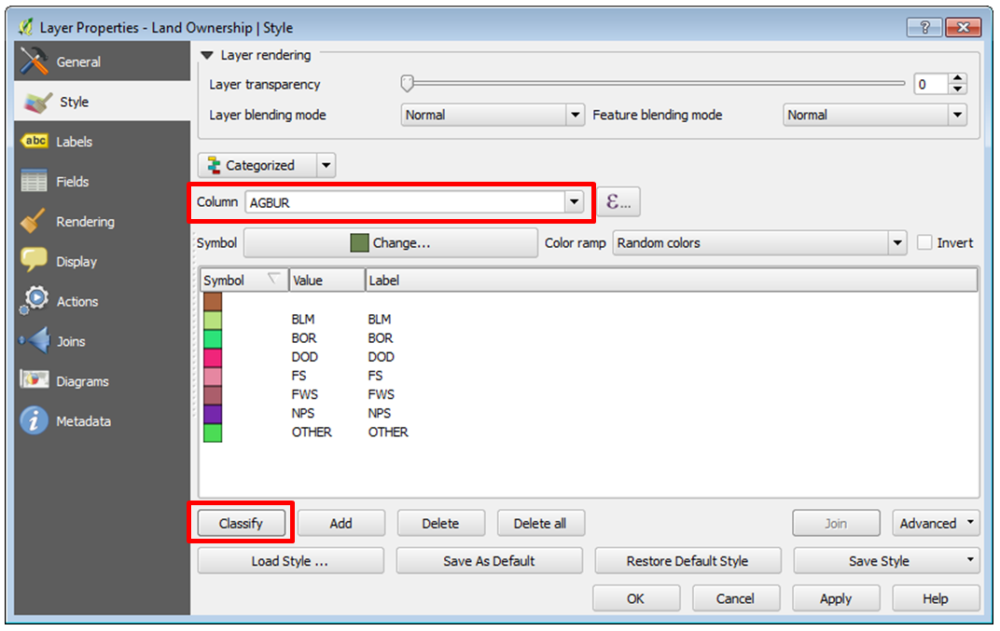 Layer Properties - Land Ownership | Style
General
Style
abc Labels
Fields
Rendering
Display
Actions
Joins
Diagrams
i Metadata
Layer rendering
Layer transparency 0
Layer blending mode Normal Feature blending mode Normal
Categorized
Column AGBUR ε...
Symbol Change... Color ramp Random colors Invert
Symbol Value Label
BLM BLM
BOR BOR
DOD DOD
FS FS
FWS FWS
NPS NPS
OTHER OTHER
Classify Add Delete Delete all Join Advanced
Load Style ... Save As Default Restore Default Style Save Style
OK Cancel Apply Help